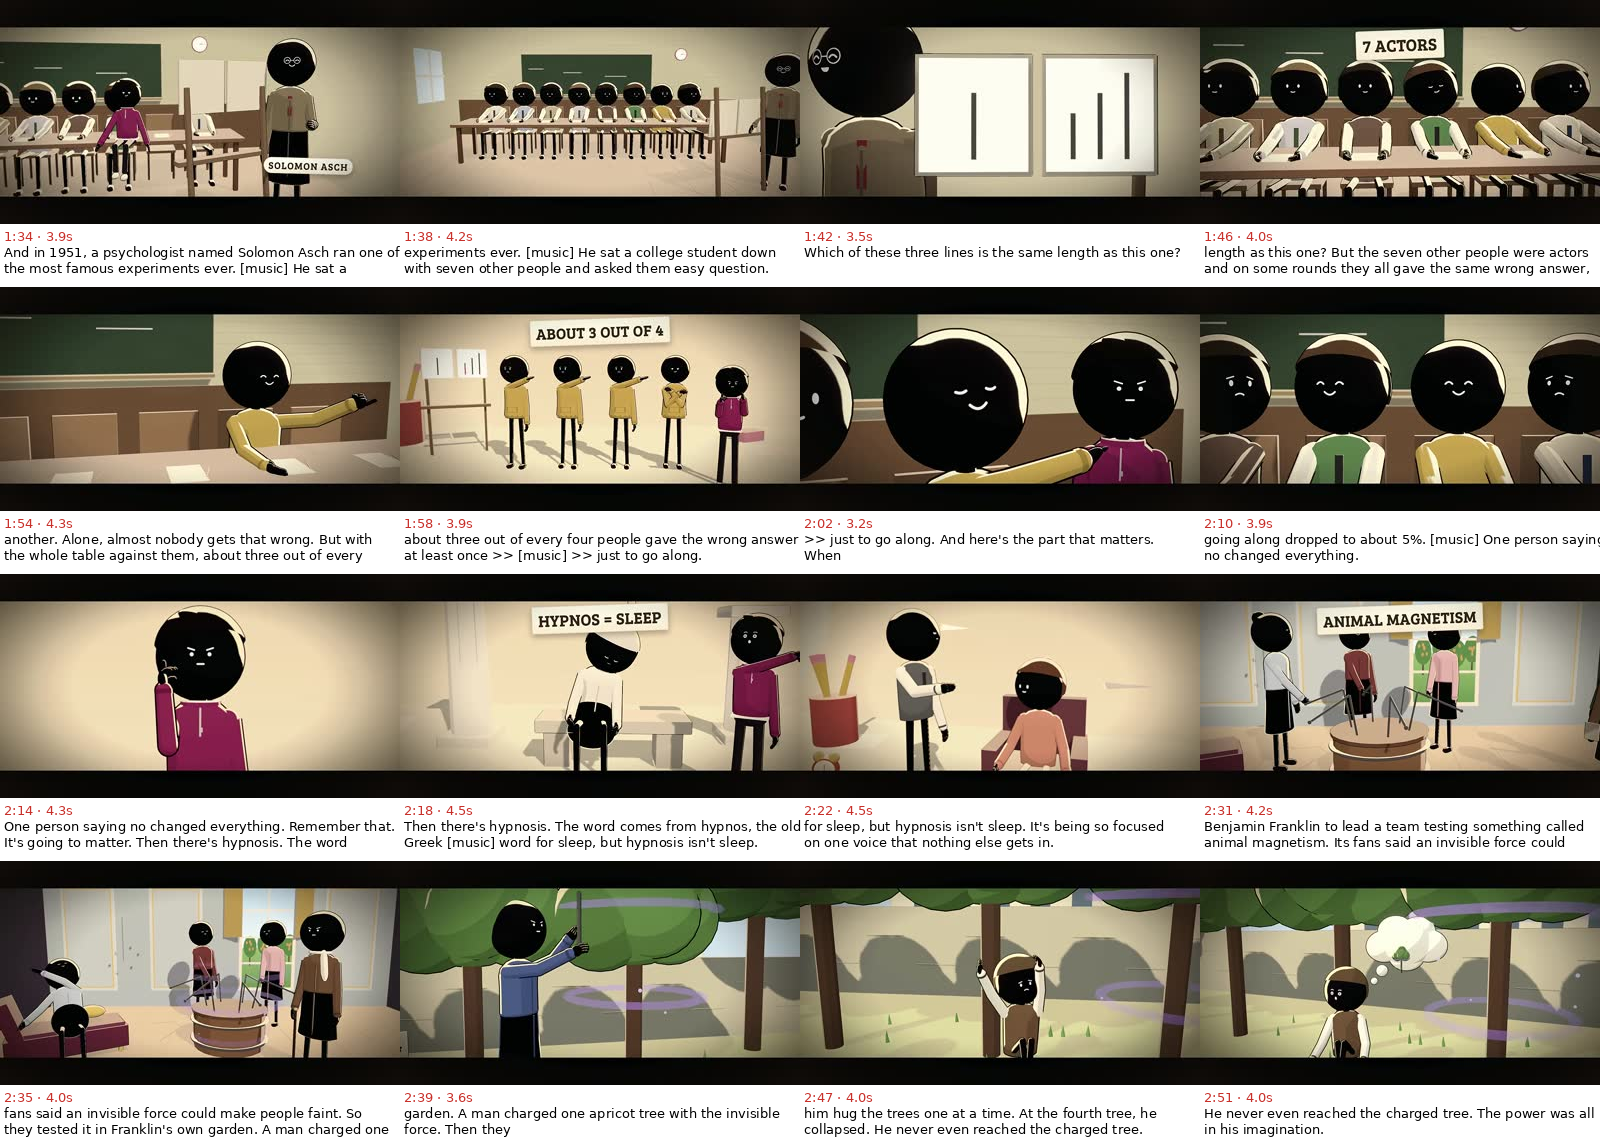 SOLOMON ASCH
7 ACTORS
1:34 · 3.9s
And in 1951, a psychologist named Solomon Asch ran one of
the most famous experiments ever. [music] He sat a
1:38 · 4.2s
experiments ever. [music] He sat a college student down
with seven other people and asked them easy question.
1:42 · 3.5s
Which of these three lines is the same length as this one?
1:46 · 4.0s
length as this one? But the seven other people were actors
and on some rounds they all gave the same wrong answer,
ABOUT 3 OUT OF 4
1:54 · 4.3s
another. Alone, almost nobody gets that wrong. But with
the whole table against them, about three out of every
1:58 · 3.9s
about three out of every four people gave the wrong answer
at least once >> [music] >> just to go along.
2:02 · 3.2s
>> just to go along. And here's the part that matters.
When
2:10 · 3.9s
going along dropped to about 5%. [music] One person saying
no changed everything.
HYPNOS = SLEEP
ANIMAL MAGNETISM
2:14 · 4.3s
One person saying no changed everything. Remember that.
It's going to matter. Then there's hypnosis. The word
2:18 · 4.5s
Then there's hypnosis. The word comes from hypnos, the old
Greek [music] word for sleep, but hypnosis isn't sleep.
2:22 · 4.5s
for sleep, but hypnosis isn't sleep. It's being so focused
on one voice that nothing else gets in.
2:31 · 4.2s
Benjamin Franklin to lead a team testing something called
animal magnetism. Its fans said an invisible force could
2:35 · 4.0s
fans said an invisible force could make people faint. So
they tested it in Franklin's own garden. A man charged one
2:39 · 3.6s
garden. A man charged one apricot tree with the invisible
force. Then they
2:47 · 4.0s
him hug the trees one at a time. At the fourth tree, he
collapsed. He never even reached the charged tree.
2:51 · 4.0s
He never even reached the charged tree. The power was all
in his imagination.